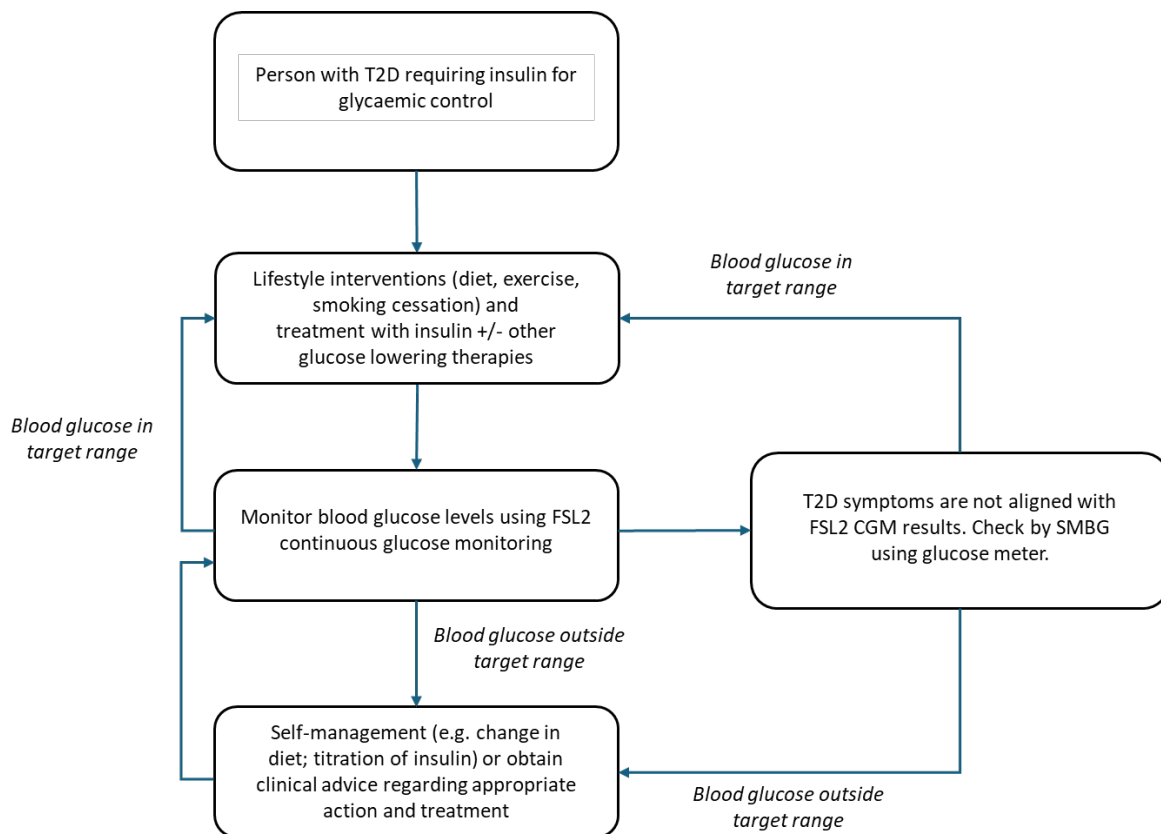 Person with T2D requiring insulin for
glycaemic control
Lifestyle interventions (diet, exercise,
smoking cessation) and
treatment with insulin +/- other
glucose lowering therapies
Blood glucose in
target range
Blood glucose in
target range
Monitor blood glucose levels using FSL2
continuous glucose monitoring
T2D symptoms are not aligned with
FSL2 CGM results. Check by SMBG
using glucose meter.
Blood glucose outside
target range
Self-management (e.g. change in
diet; titration of insulin) or obtain
clinical advice regarding appropriate
action and treatment
Blood glucose outside
target range